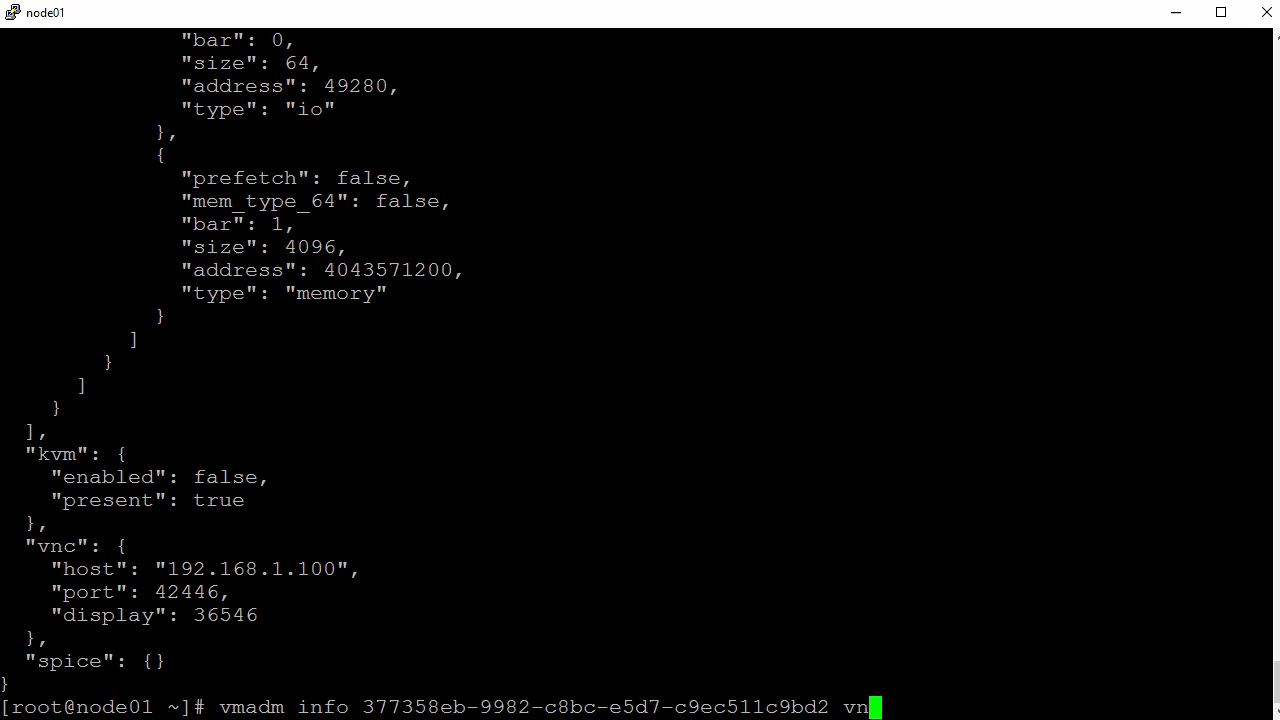 node01
"bar": 0,
"size": 64,
"address": 49280,
"type": "io"
},
{
"prefetch": false,
"mem_type_64": false,
"bar": 1,
"size": 4096,
"address": 4043571200,
"type": "memory"
}
]
}
]
}
],
"kvm": {
"enabled": false,
"present": true
},
"vnc": {
"host": "192.168.1.100",
"port": 42446,
"display": 36546
},
"spice": {}
}
[root@node01 ~]# vmadm info 377358eb-9982-c8bc-e5d7-c9ec511c9bd2 vn